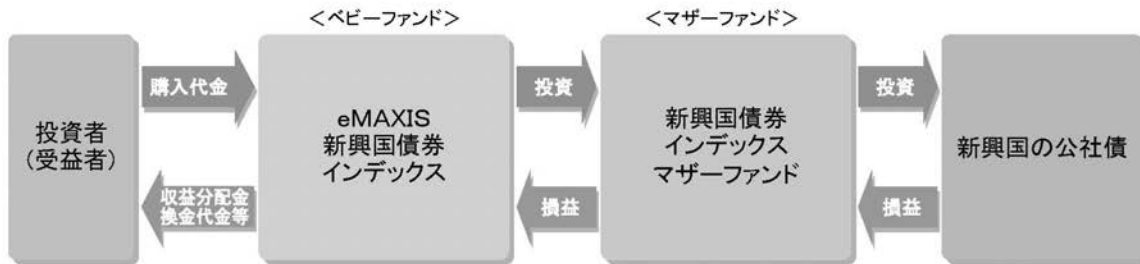 ＜ベビーファンド＞
＜マザーファンド＞
投資者
（受益者）
購入代金
収益分配金
換金代金等
eMAXIS
新興国債券
インデックス
投資
損益
新興国債券
インデックス
マザーファンド
投資
損益
新興国の公社債